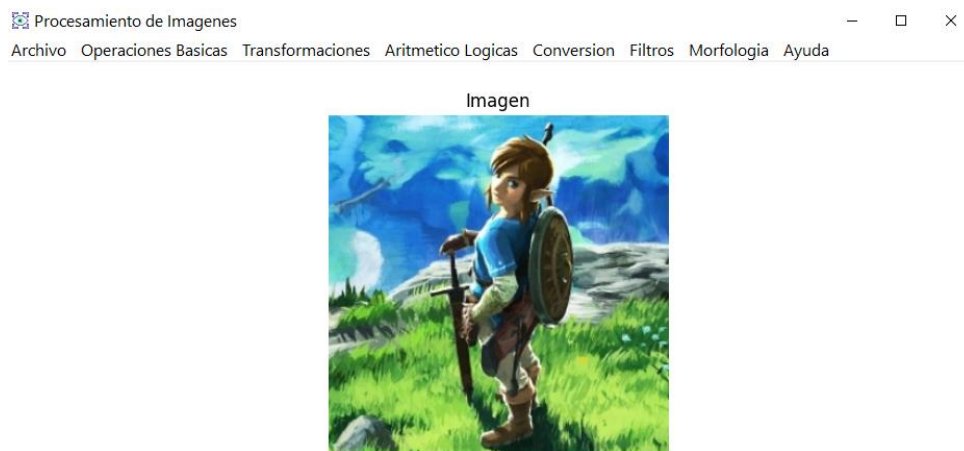 Procesamiento de Imagenes
Archivo Operaciones Basicas Transformaciones Aritmetico Logicas Conversion Filtros Morfologia Ayuda
Imagen